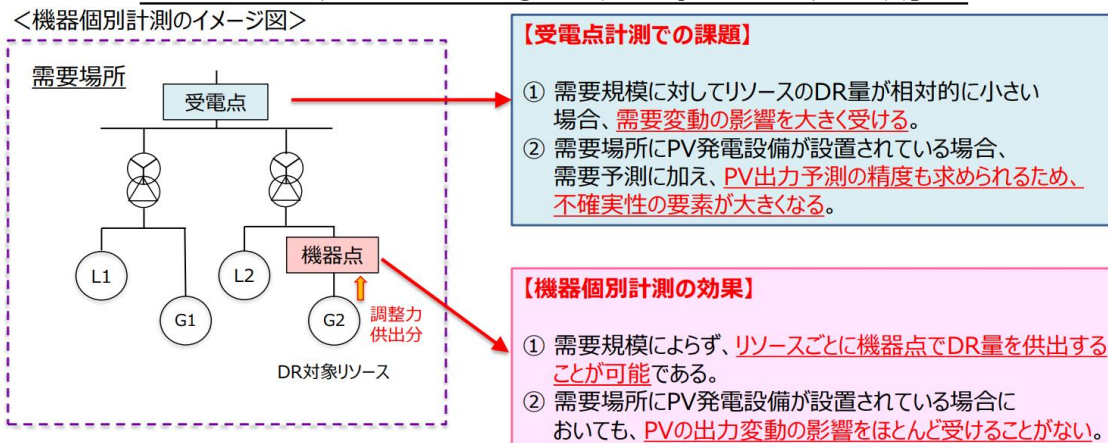 ＜機器個別計測のイメージ図＞
需要場所
受電点
機器点
L1
G1
L2
G2
調整力
供出分
DR対象リソース
【受電点計測での課題】
① 需要規模に対してリソースのDR量が相対的に小さい
場合、需要変動の影響を大きく受ける。
② 需要場所にPV発電設備が設置されている場合、
需要予測に加え、PV出力予測の精度も求められるため、
不確実性の要素が大きくなる。
【機器個別計測の効果】
① 需要規模によらず、リソースごとに機器点でDR量を供出する
ことが可能である。
② 需要場所にPV発電設備が設置されている場合に
おいても、PVの出力変動の影響をほとんど受けることがない。